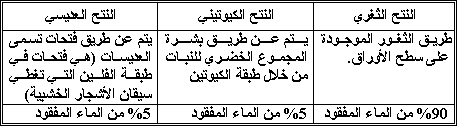 النتح الثغري
طريق الثغور الموجودة
على سطح الأوراق.
90% من الماء المفقود
النتح الكيوتيني
يتم عن طريق بشرة
المجموع الخضري للنبات
من خلال طبقة الكيوتين
5% من الماء المفقود
النتح العديسي
يتم عن طريق فتحات تسمى
العديسات (هي فتحات في
طبقة الفلين التي تغطي
سيقان الأشجار الخشبية)
5% من الماء المفقود